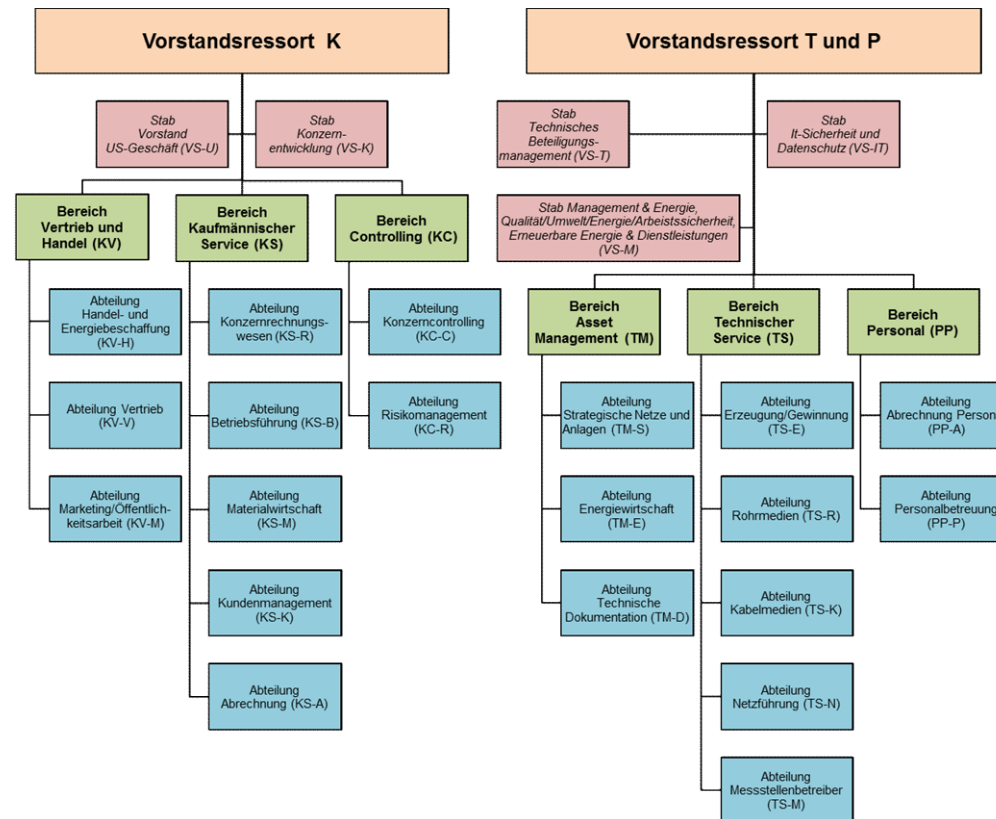 Vorstandsressort K
Stab
Vorstand
US-Geschäft (VS-U)
Stab
Konzern-
entwicklung (VS-K)
Bereich
Vertrieb und
Handel (KV)
Bereich
Kaufmännischer
Service (KS)
Bereich
Controlling (KC)
Abteilung
Handel- und
Energiebeschaffung
(KV-H)
Abteilung Vertrieb
(KV-V)
Abteilung
Marketing/Öffentlich-
keitsarbeit (KV-M)
Abteilung
Konzernrechnungs-
wesen (KS-R)
Abteilung
Betriebsführung (KS-B)
Abteilung
Materialwirtschaft
(KS-M)
Abteilung
Kundenmanagement
(KS-K)
Abteilung
Abrechnung (KS-A)
Abteilung
Konzerncontrolling
(KC-C)
Abteilung
Risikomanagement
(KC-R)
Vorstandsressort T und P
Stab
Technisches
Beteiligungs-
management (VS-T)
Stab
It-Sicherheit und
Datenschutz (VS-IT)
Stab Management & Energie,
Qualität/Umwelt/Energie/Arbeistssicherheit,
Erneuerbare Energie & Dienstleistungen
(VS-M)
Bereich
Asset
Management (TM)
Bereich
Technischer
Service (TS)
Bereich
Personal (PP)
Abteilung
Strategische Netze und
Anlagen (TM-S)
Abteilung
Energiewirtschaft
(TM-E)
Abteilung
Technische
Dokumentation (TM-D)
Abteilung
Erzeugung/Gewinnung
(TS-E)
Abteilung
Rohrmedien (TS-R)
Abteilung
Kabelmedien (TS-K)
Abteilung
Netzführung (TS-N)
Abteilung
Messstellenbetreiber
(TS-M)
Abteilung
Abrechnung Person
(PP-A)
Abteilung
Personalbetreuung
(PP-P)